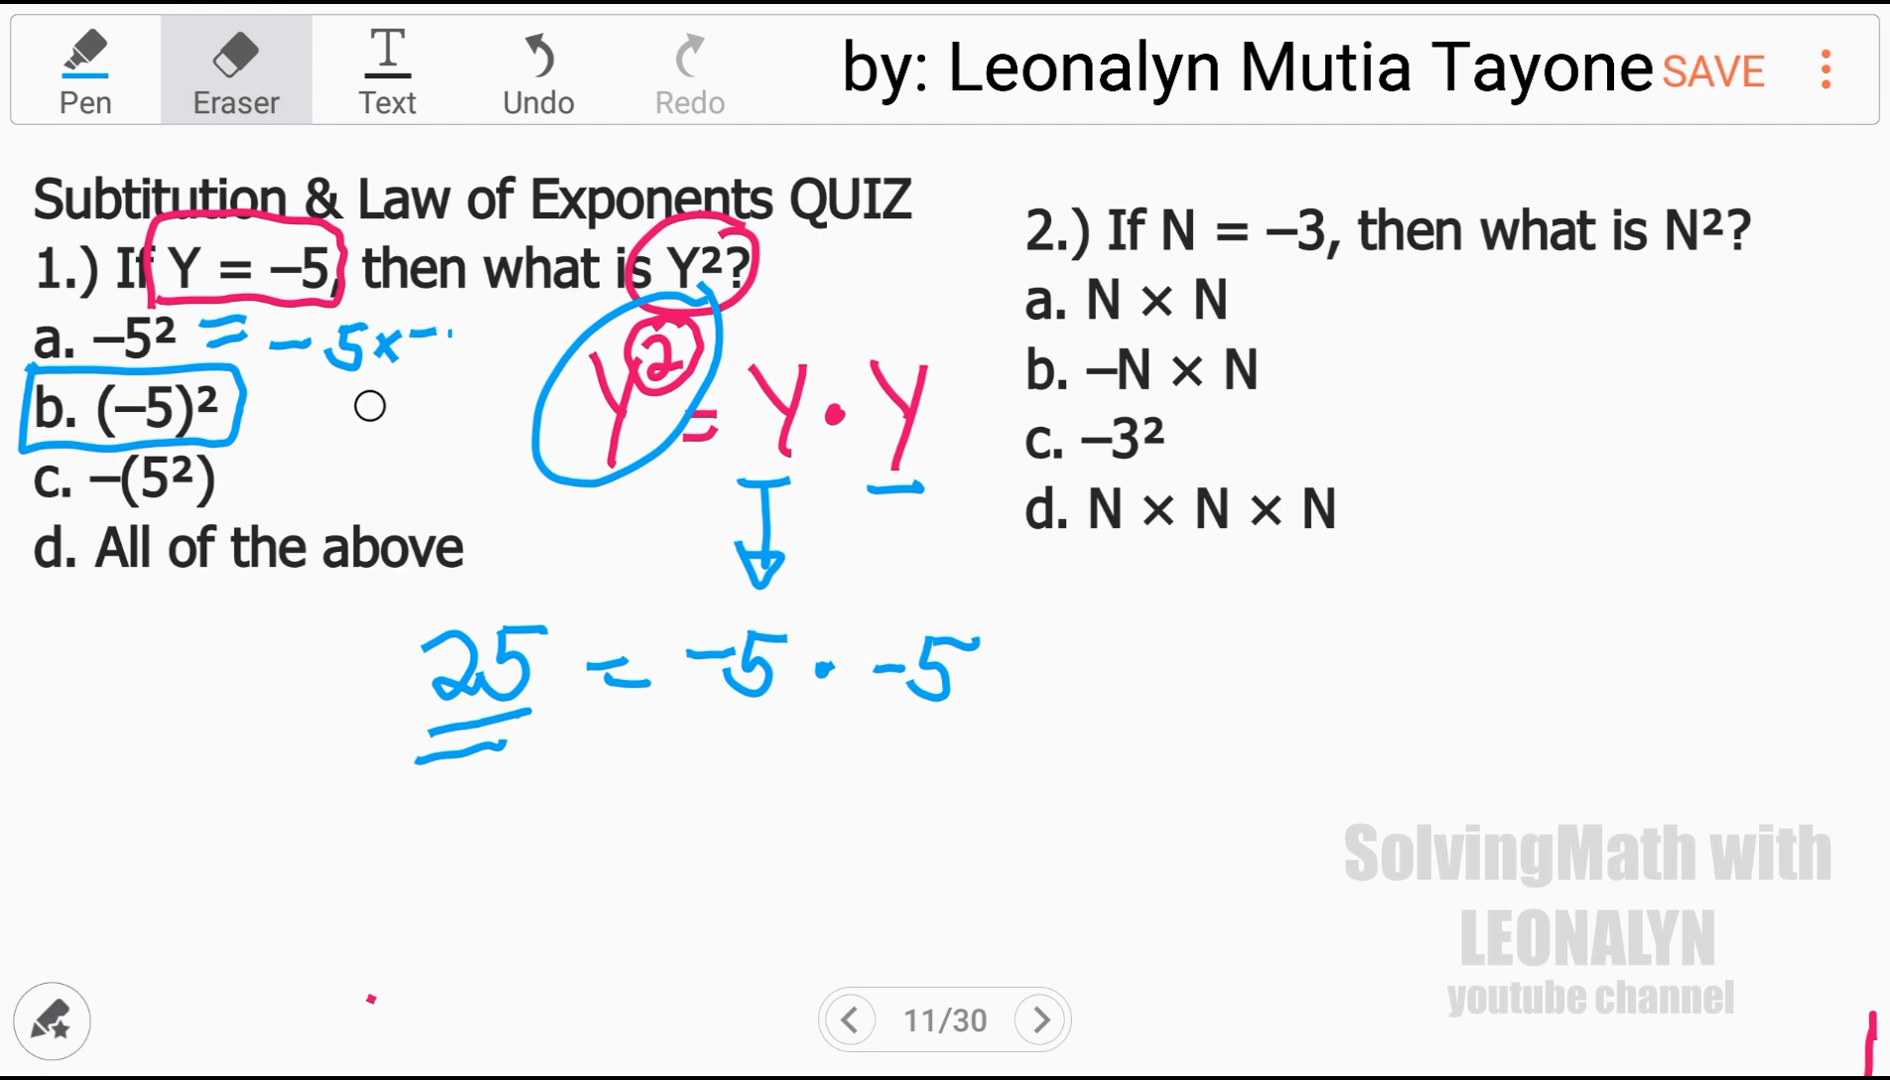 Pen
Eraser
T
Text
Undo
Redo
by: Leonalyn Mutia Tayone
SAVE
Subtitution & Law of Exponents QUIZ
1.) If Y = –5, then what is Y²?
a. –5² = - 5 × -
b. (–5)²
c. –(5²)
d. All of the above
Y² = Y · Y
25 = -5 · -5
2.) If N = –3, then what is N²?
a. N × N
b. –N × N
c. –3²
d. N × N × N
SolvingMath with
LEONALYN
youtube channel
11/30